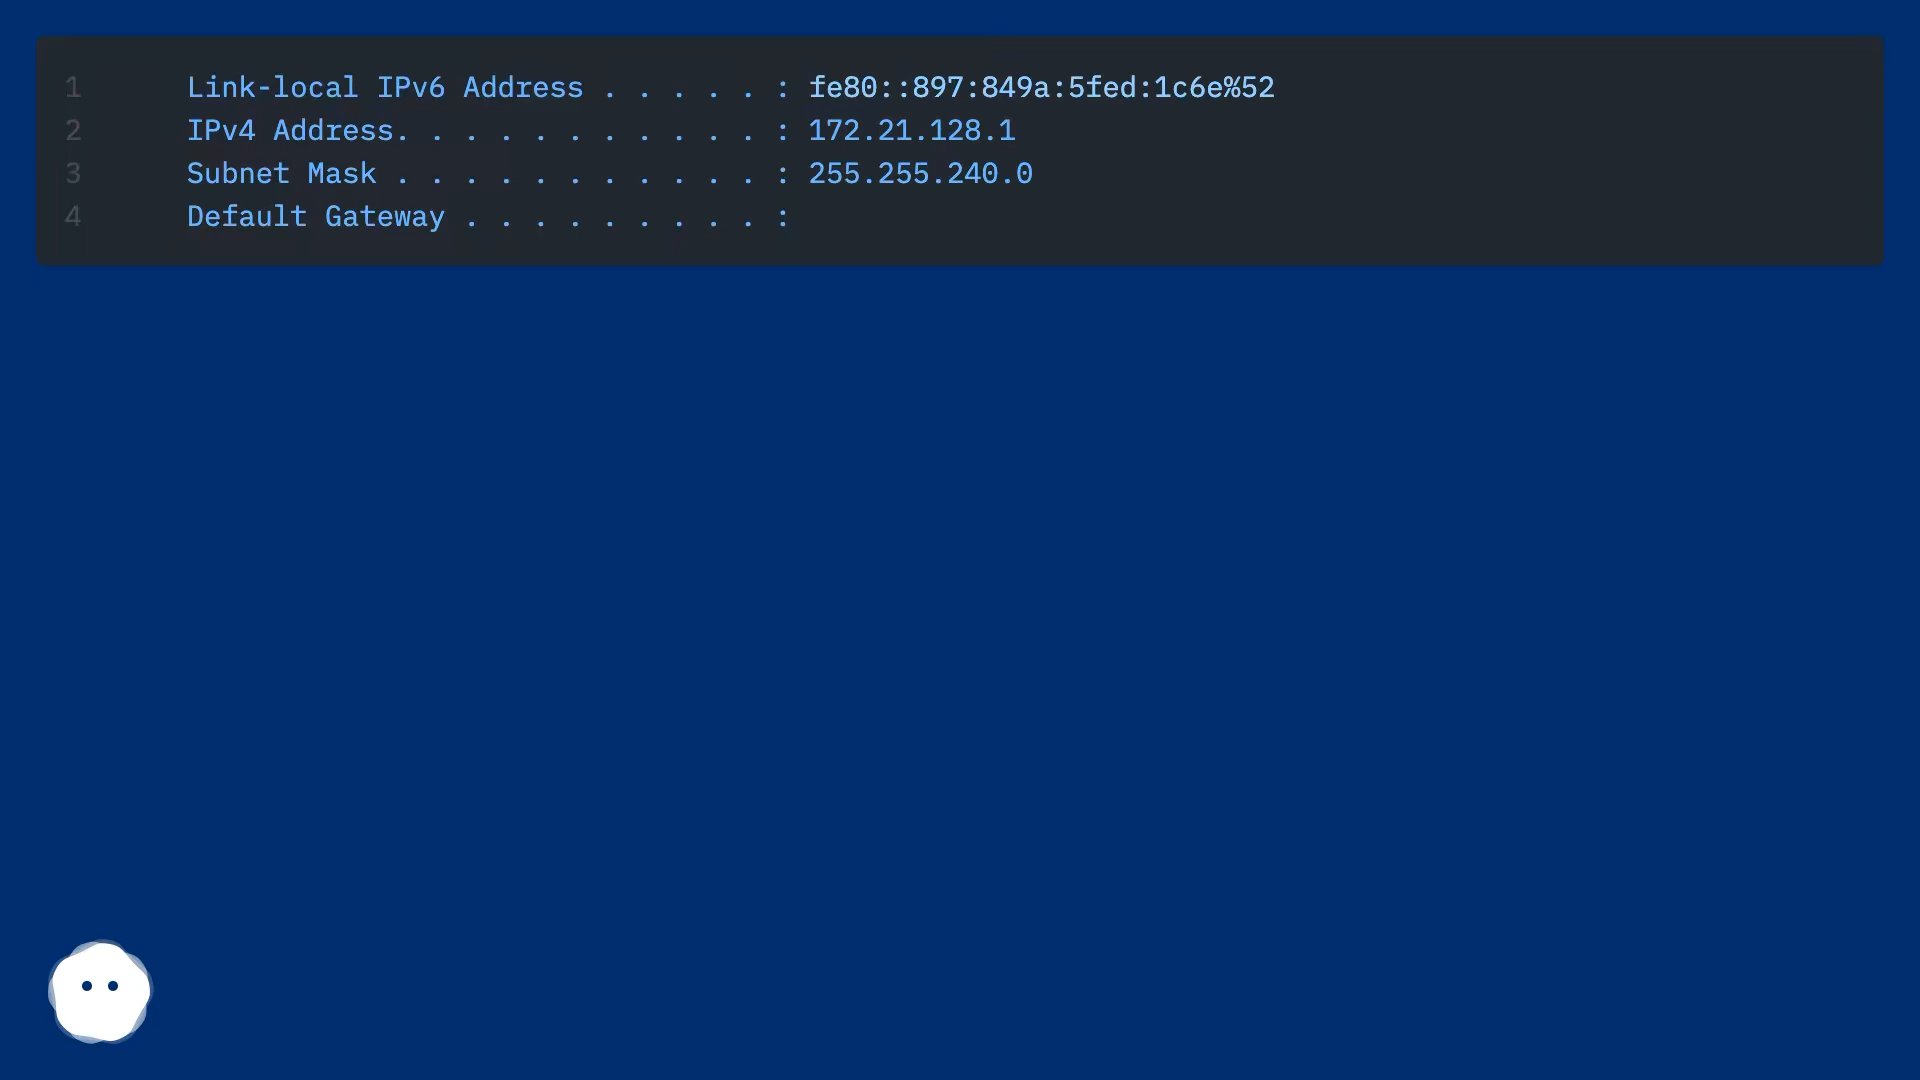 1 Link-local IPv6 Address . . . . . : fe80::897:849a:5fed:1c6e%52
2 IPv4 Address. . . . . . . . . . . : 172.21.128.1
3 Subnet Mask . . . . . . . . . . . : 255.255.240.0
4 Default Gateway . . . . . . . . . :